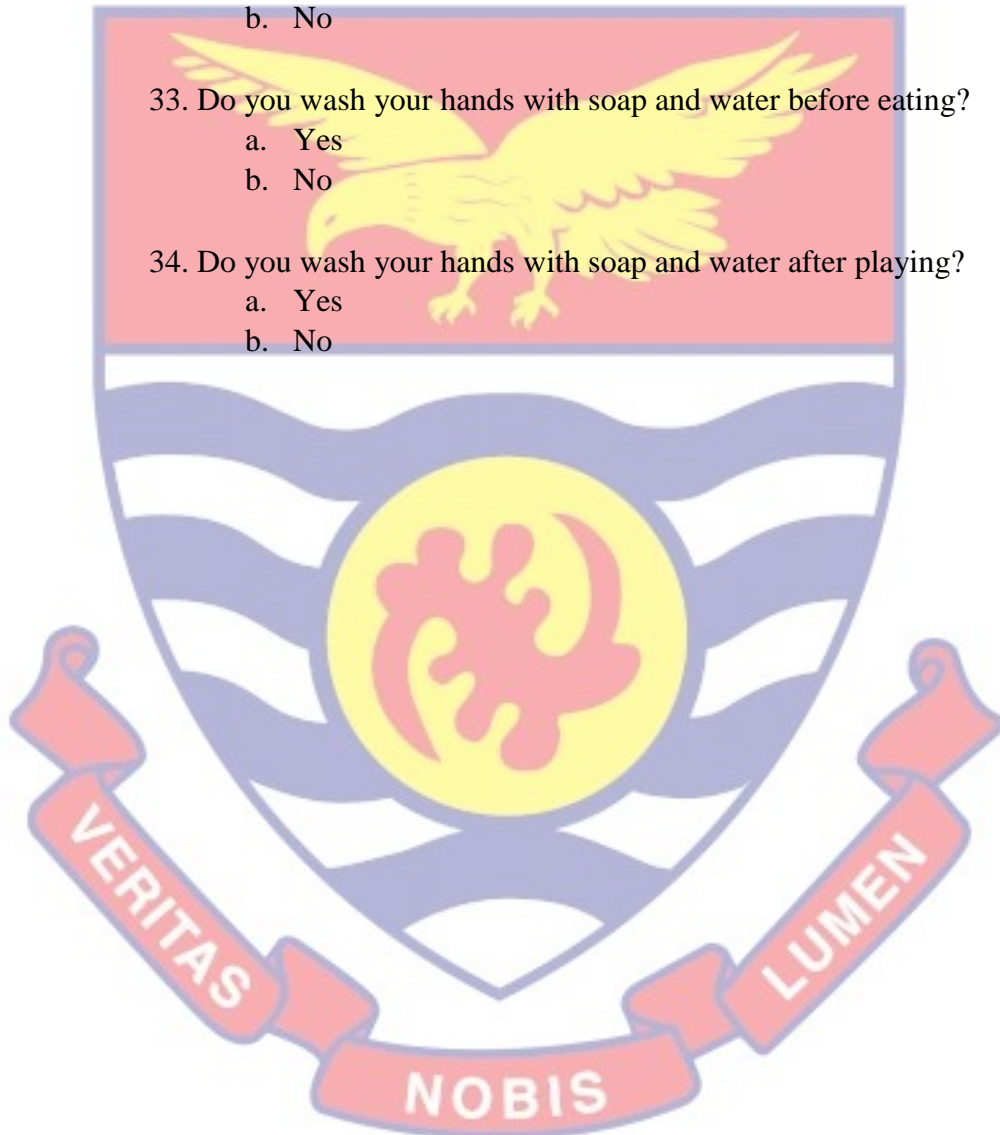 b. No
33. Do you wash your hands with soap and water before eating?
a. Yes
b. No
34. Do you wash your hands with soap and water after playing?
a. Yes
b. No
VERITAS
NOBIS
LUMEN